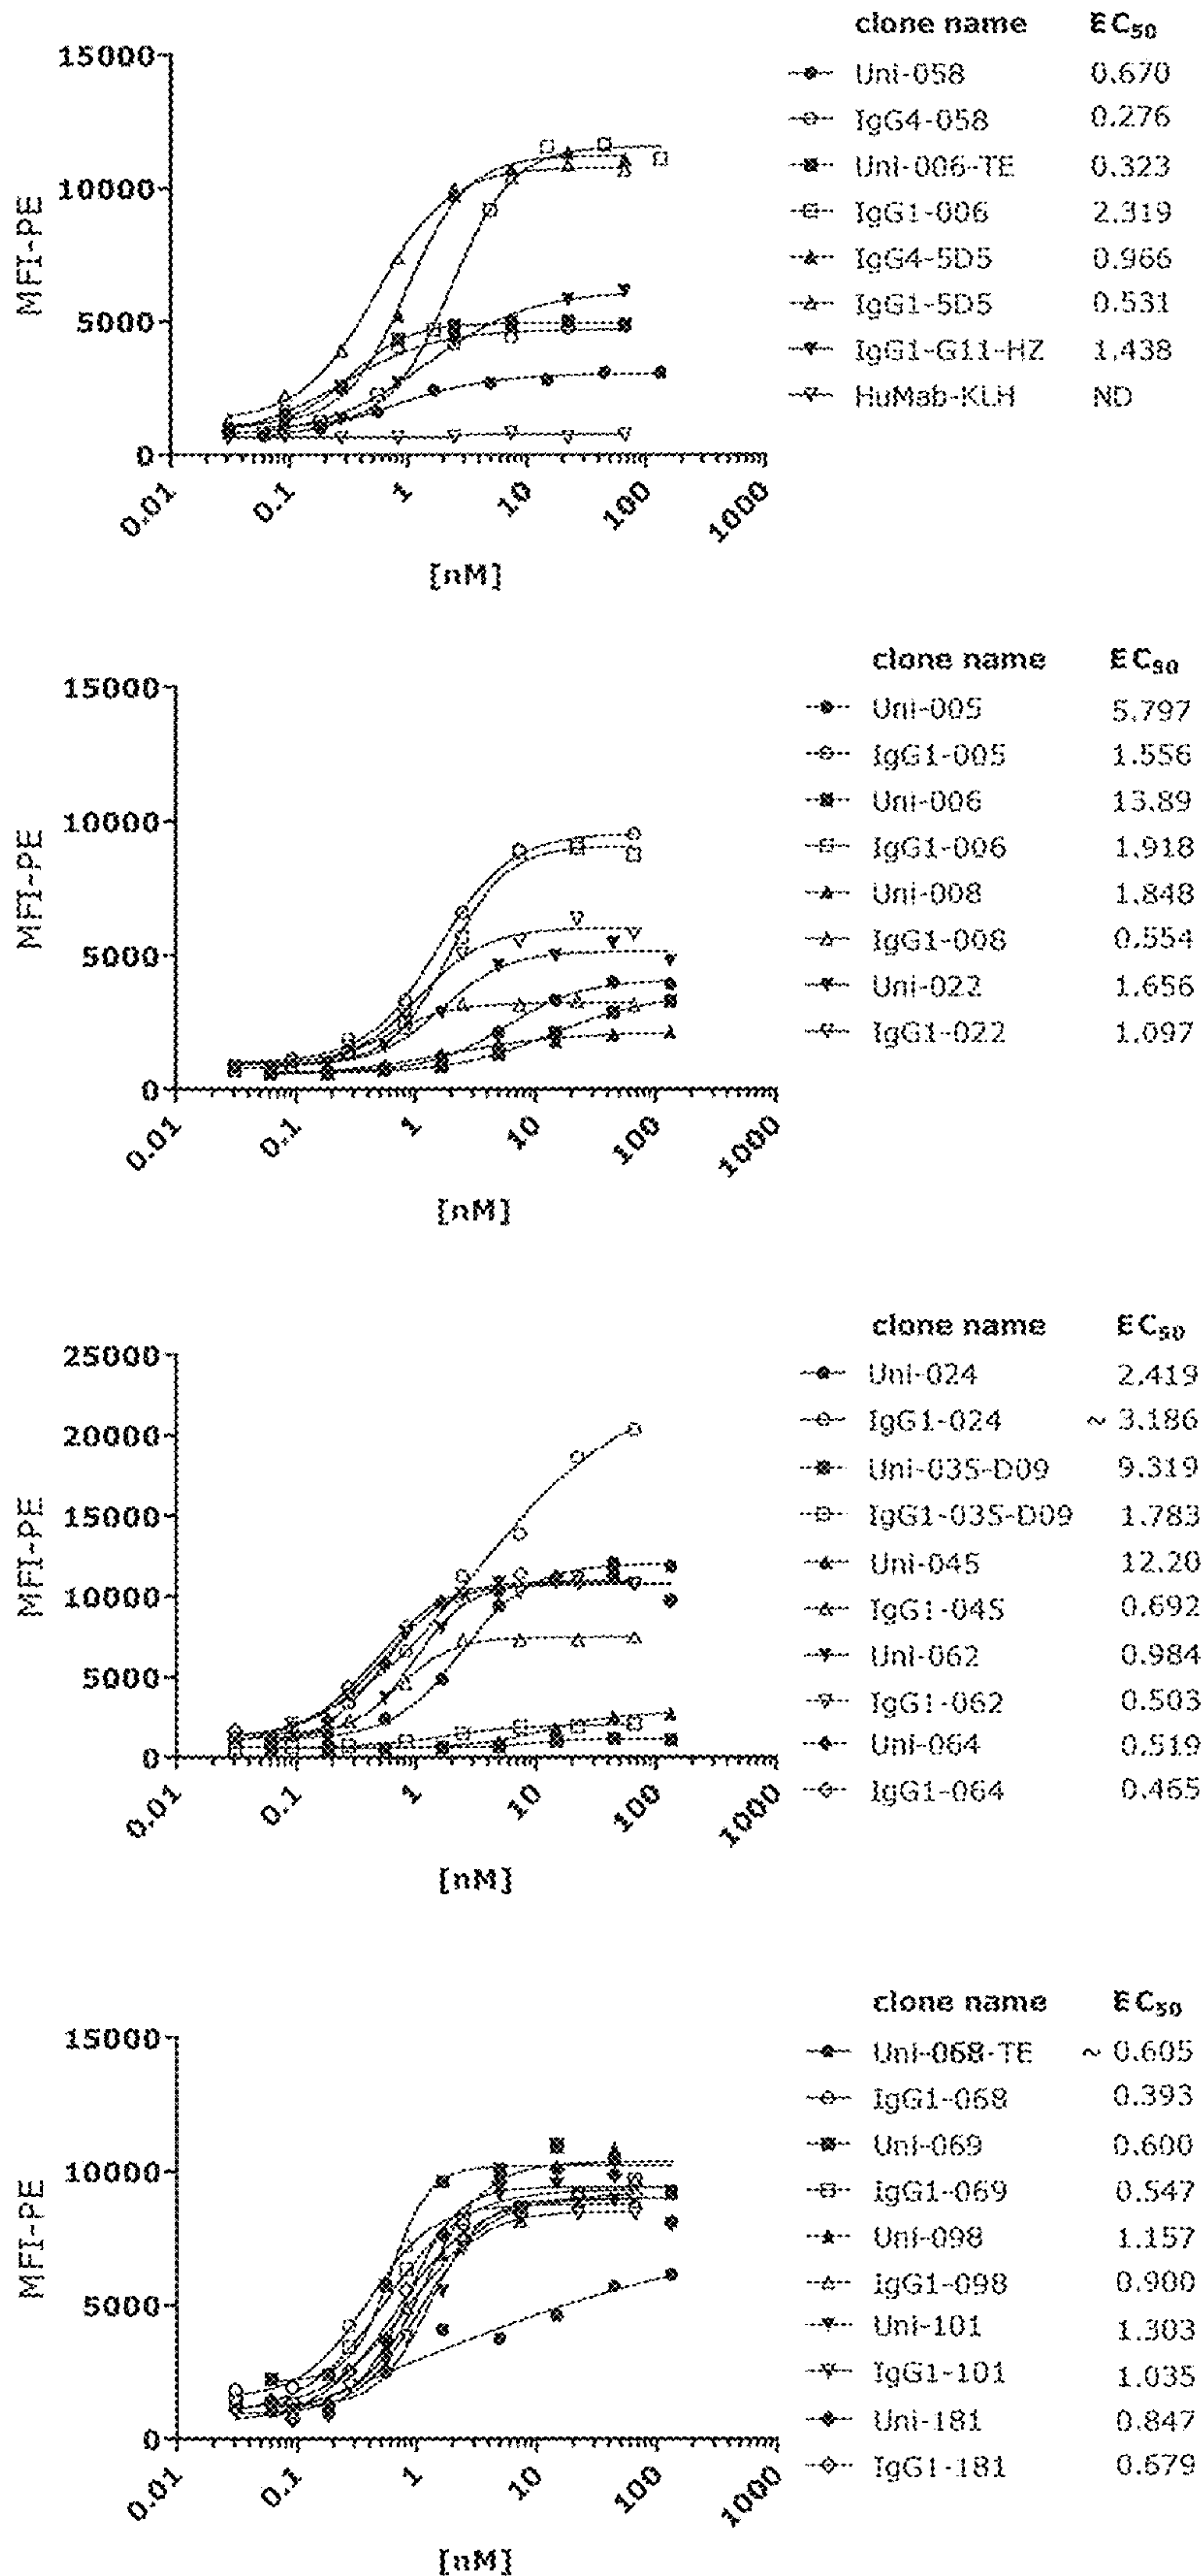 clone name EC50
Uni-058 0.670
IgG4-058 0.276
Uni-006-TE 0.323
IgG1-006 2.319
IgG4-5D5 0.966
IgG1-5D5 0.531
IgG1-G11-HZ 1.438
HuMab-KLH ND
MFI-PE
15000
10000
5000
0
0.01 0.1 1 10 100 1000
[nM]
clone name EC50
Uni-005 5.797
IgG1-005 1.556
Uni-006 13.89
IgG1-006 1.918
Uni-008 1.848
IgG1-008 0.554
Uni-022 1.656
IgG1-022 1.097
MFI-PE
15000
10000
5000
0
0.01 0.1 1 10 100 1000
[nM]
clone name EC50
Uni-024 2.419
IgG1-024 ~ 3.186
Uni-035-D09 9.319
IgG1-035-D09 1.783
Uni-045 12.20
IgG1-045 0.692
Uni-062 0.984
IgG1-062 0.503
Uni-064 0.519
IgG1-064 0.465
MFI-PE
25000
20000
15000
10000
5000
0
0.01 0.1 1 10 100 1000
[nM]
clone name EC50
Uni-068-TE ~ 0.605
IgG1-068 0.393
Uni-069 0.600
IgG1-069 0.547
Uni-098 1.157
IgG1-098 0.900
Uni-101 1.303
IgG1-101 1.035
Uni-181 0.847
IgG1-181 0.679
MFI-PE
15000
10000
5000
0
0.01 0.1 1 10 100 1000
[nM]